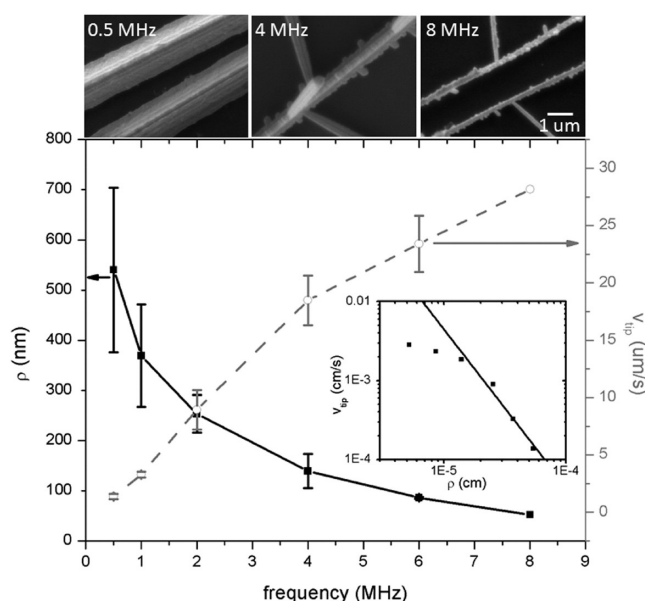 0.5 MHz
4 MHz
8 MHz
1 um
800
700
600
500
400
300
200
100
0
ρ (nm)
30
25
20
15
10
5
0
v_tip (um/s)
0.01
1E-3
1E-4
v_tip (cm/s)
1E-5
1E-4
ρ (cm)
0
1
2
3
4
5
6
7
8
9
frequency (MHz)